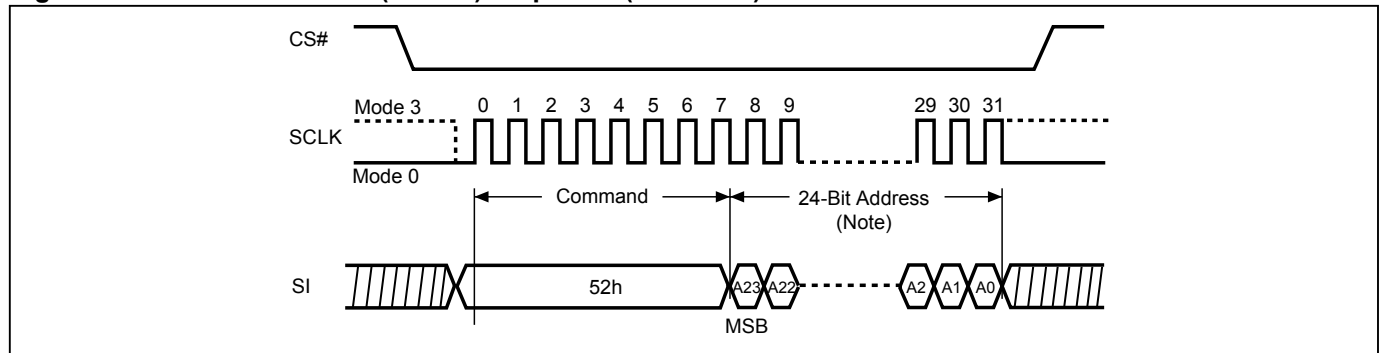 CS#
Mode 3 0 1 2 3 4 5 6 7 8 9 29 30 31
SCLK
Mode 0
Command 24-Bit Address
(Note)
SI 52h A23 A22 A2 A1 A0
MSB